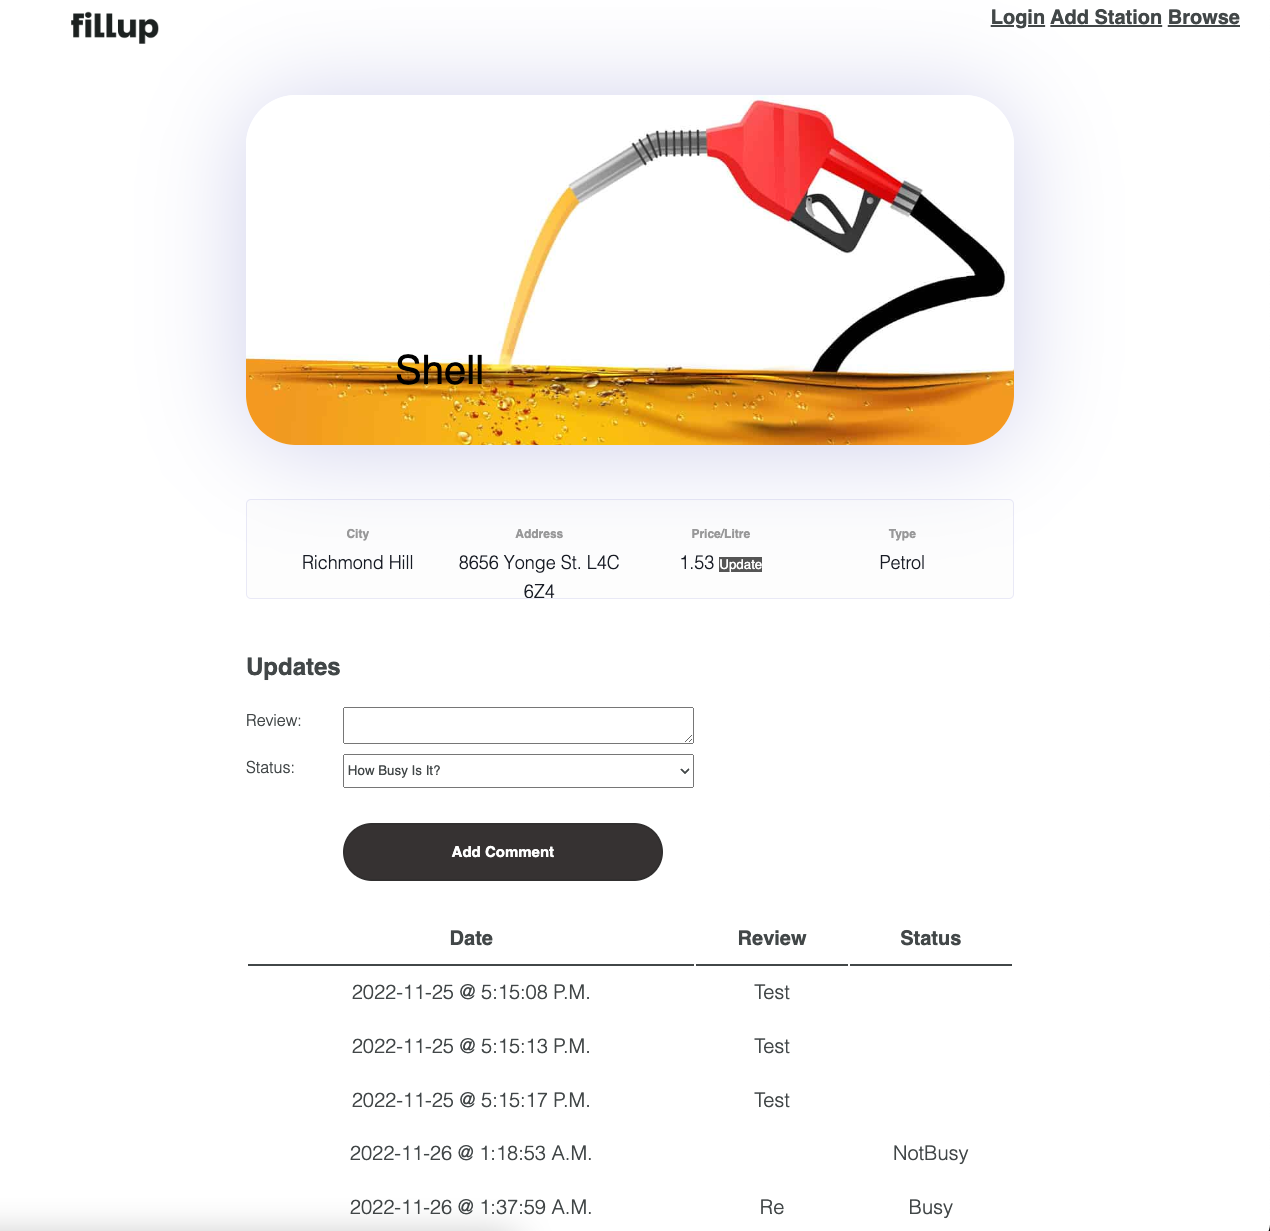 fillup
Login Add Station Browse
Shell
City Address Price/Litre Type
Richmond Hill 8656 Yonge St. L4C 1.53 Update Petrol
6Z4
Updates
Review:
Status: How Busy Is It?
Add Comment
Date Review Status
2022-11-25 @ 5:15:08 P.M. Test
2022-11-25 @ 5:15:13 P.M. Test
2022-11-25 @ 5:15:17 P.M. Test
2022-11-26 @ 1:18:53 A.M. NotBusy
2022-11-26 @ 1:37:59 A.M. Re Busy